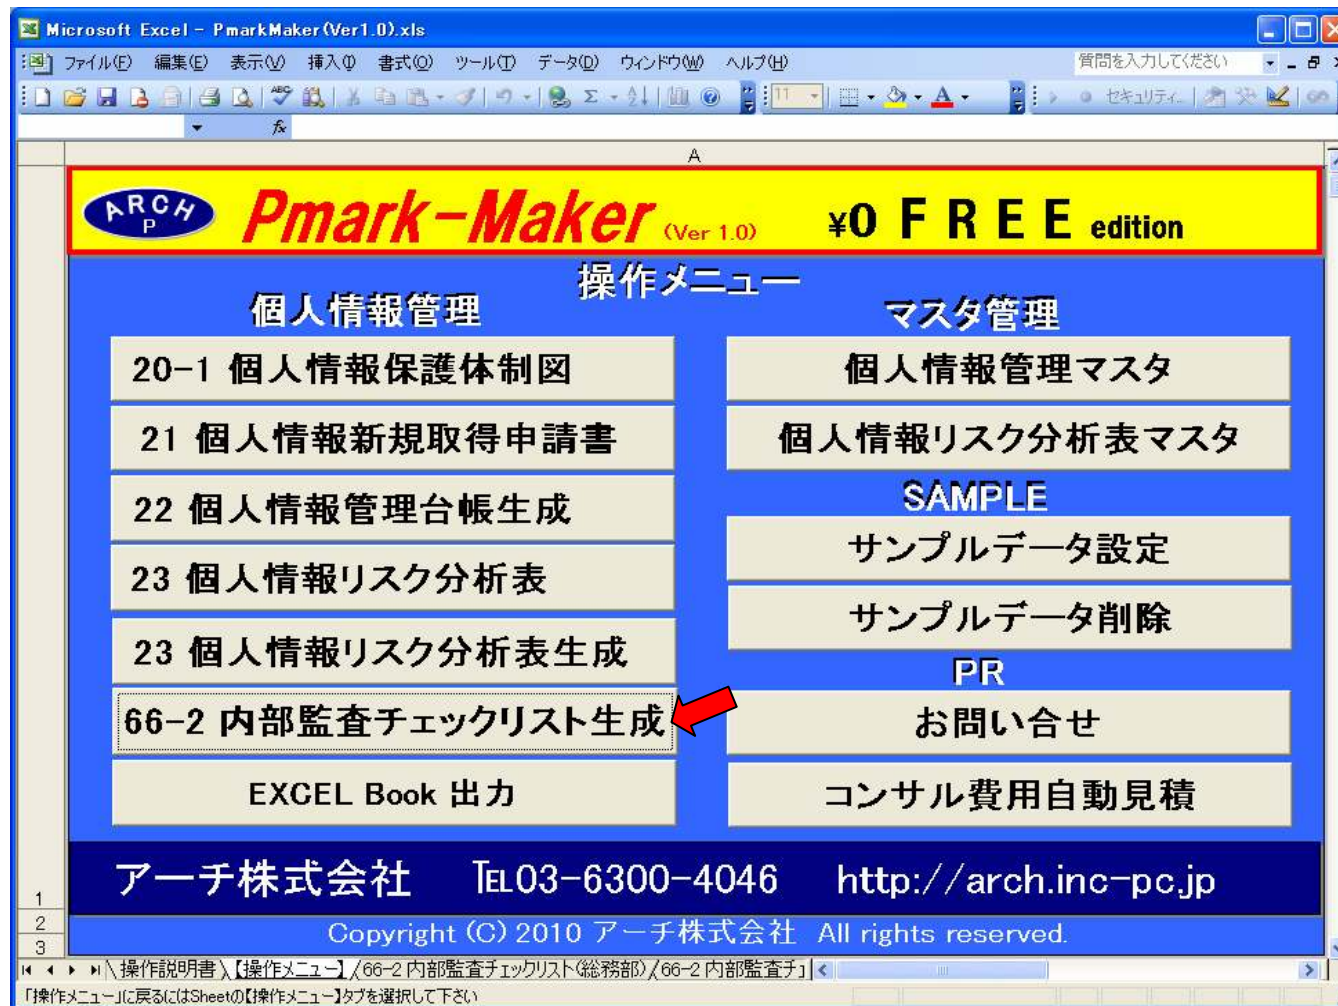 Microsoft Excel - PmarkMaker(Ver1.0).xls
ファイル(F) 編集(E) 表示(V) 挿入(I) 書式(O) ツール(T) データ(D) ウィンドウ(W) ヘルプ(H) 質問を入力してください
11 セキュリティ...
fx
A
ARCH P Pmark-Maker (Ver 1.0) ¥0 FREE edition
操作メニュー
個人情報管理
20-1 個人情報保護体制図
21 個人情報新規取得申請書
22 個人情報管理台帳生成
23 個人情報リスク分析表
23 個人情報リスク分析表生成
66-2 内部監査チェックリスト生成
EXCEL Book 出力
マスタ管理
個人情報管理マスタ
個人情報リスク分析表マスタ
SAMPLE
サンプルデータ設定
サンプルデータ削除
PR
お問い合せ
コンサル費用自動見積
アーチ株式会社 TEL03-6300-4046 http://arch.inc-pc.jp
1
2
3
Copyright (C) 2010 アーチ株式会社 All rights reserved.
操作説明書 【操作メニュー】 66-2 内部監査チェックリスト(総務部) 66-2 内部監査チェ
「操作メニュー」に戻るにはSheetの【操作メニュー】タブを選択して下さい